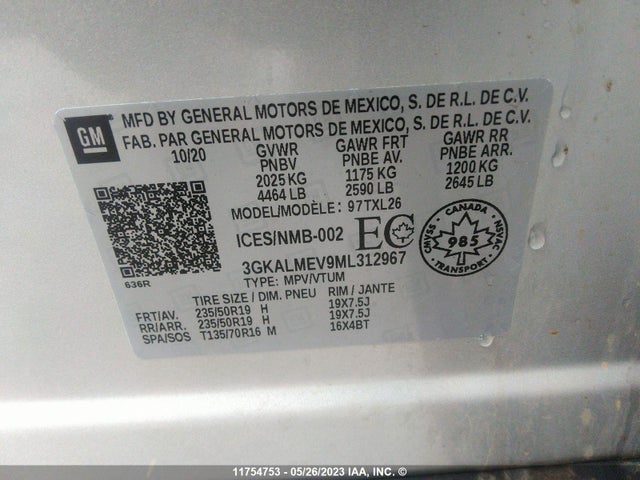 GM
MFD BY GENERAL MOTORS DE MEXICO, S. DE R.L. DE C.V.
FAB. PAR GENERAL MOTORS DE MEXICO, S. DE R.L. DE C.V.
10/20 GVWR GAWR FRT GAWR RR
PNBV PNBE AV. PNBE ARR.
2025 KG 1175 KG 1200 KG
4464 LB 2590 LB 2645 LB
MODEL/MODÈLE: 97TXL26
ICES/NMB-002 EC
CANADA
CMVSS 985 NSVAC
636R
3GKALMEV9ML312967
TYPE: MPV/VTUM
TIRE SIZE / DIM. PNEU RIM / JANTE
FRT/AV. 235/50R19 H 19X7.5J
RR/ARR. 235/50R19 H 19X7.5J
SPA/SOS T135/70R16 M 16X4BT
11754753 - 05/26/2023 IAA, INC. ©